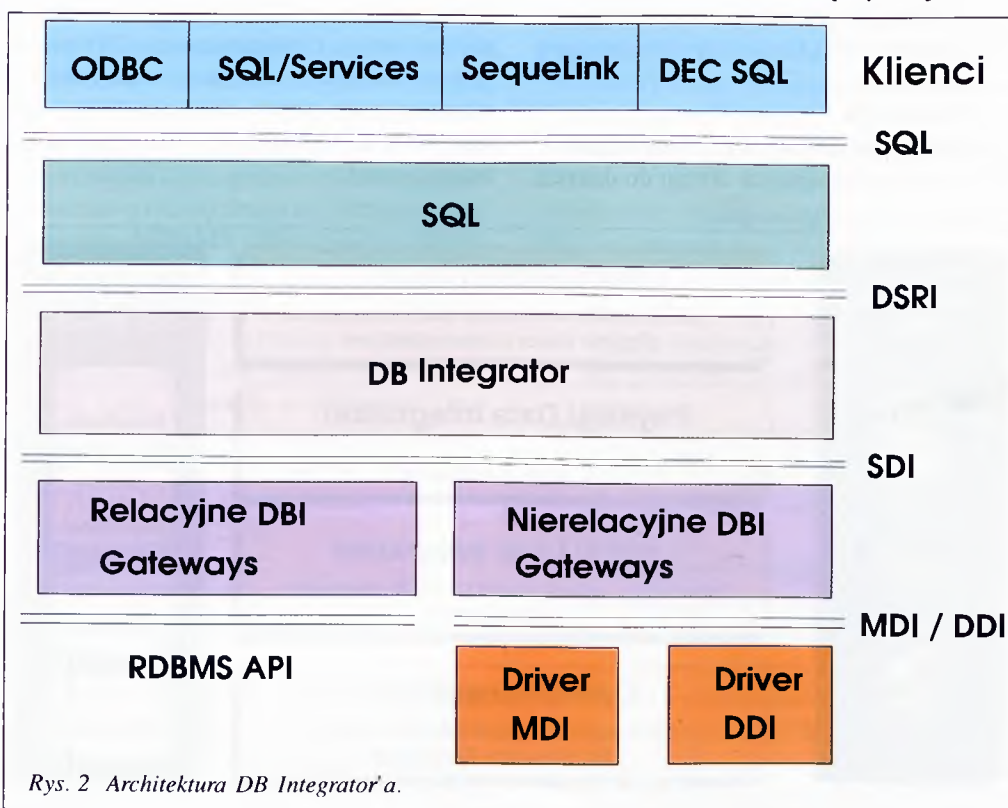 ODBC SQL/Services SequeLink DEC SQL Klienci
SQL
SQL
DSRI
DB Integrator
SDI
Relacyjne DBI
Gateways
Nierelacyjne DBI
Gateways
MDI / DDI
RDBMS API
Driver
MDI
Driver
DDI
Rys. 2 Architektura DB Integrator'a.